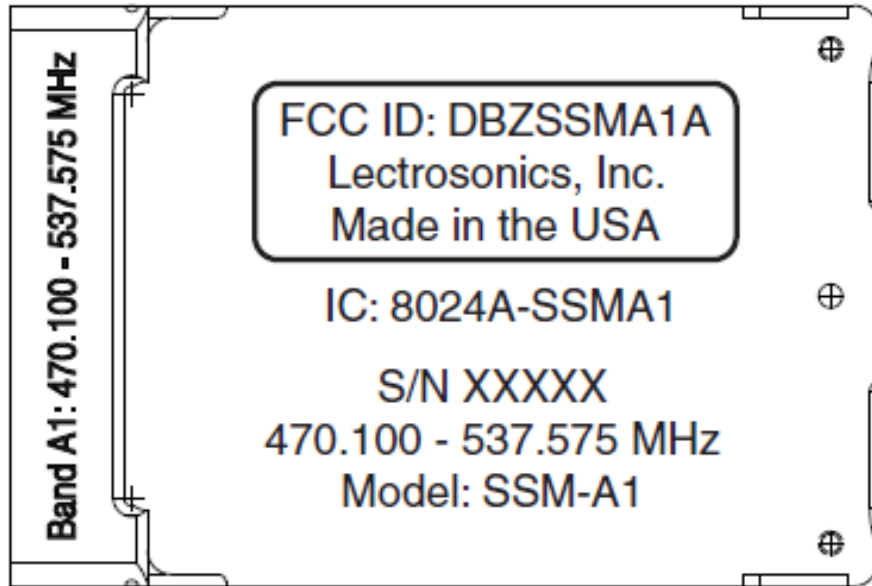 Band A1: 470.100 - 537.575 MHz
FCC ID: DBZSSMA1A
Lectrosonics, Inc.
Made in the USA
IC: 8024A-SSMA1
S/N XXXXX
470.100 - 537.575 MHz
Model: SSM-A1